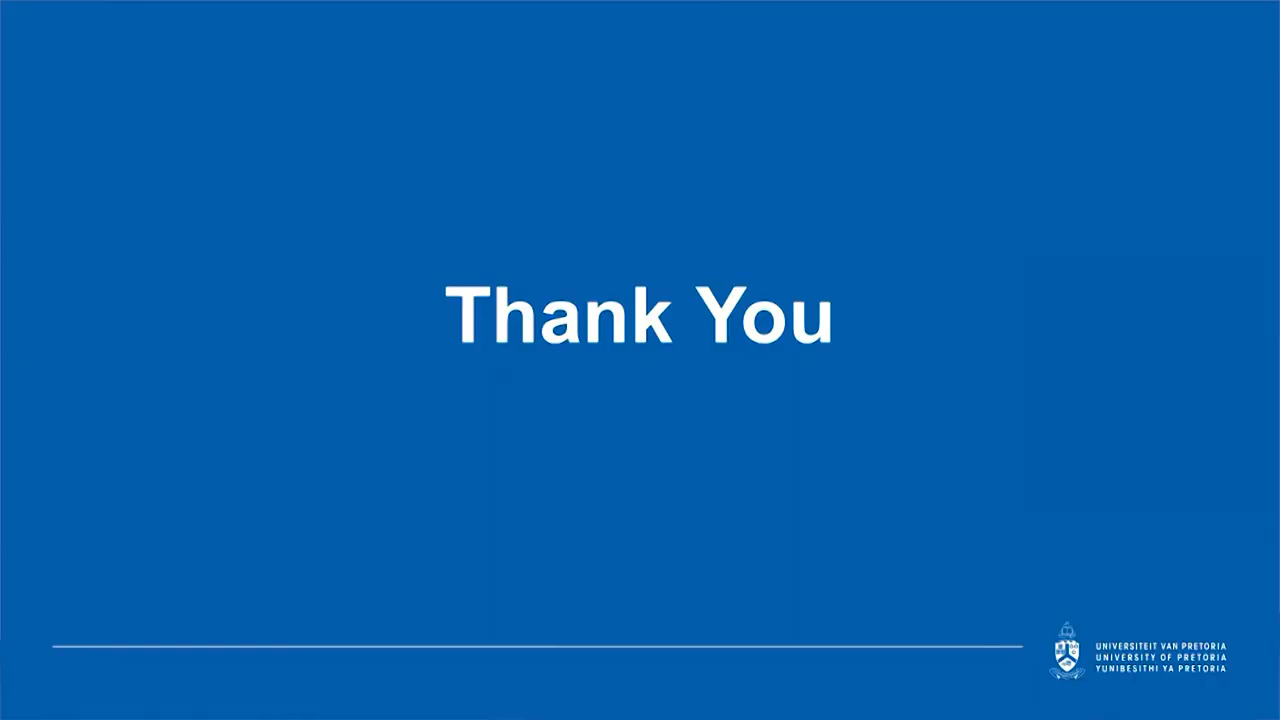 Thank You
UNIVERSITEIT VAN PRETORIA
UNIVERSITY OF PRETORIA
YUNIBESITHI YA PRETORIA